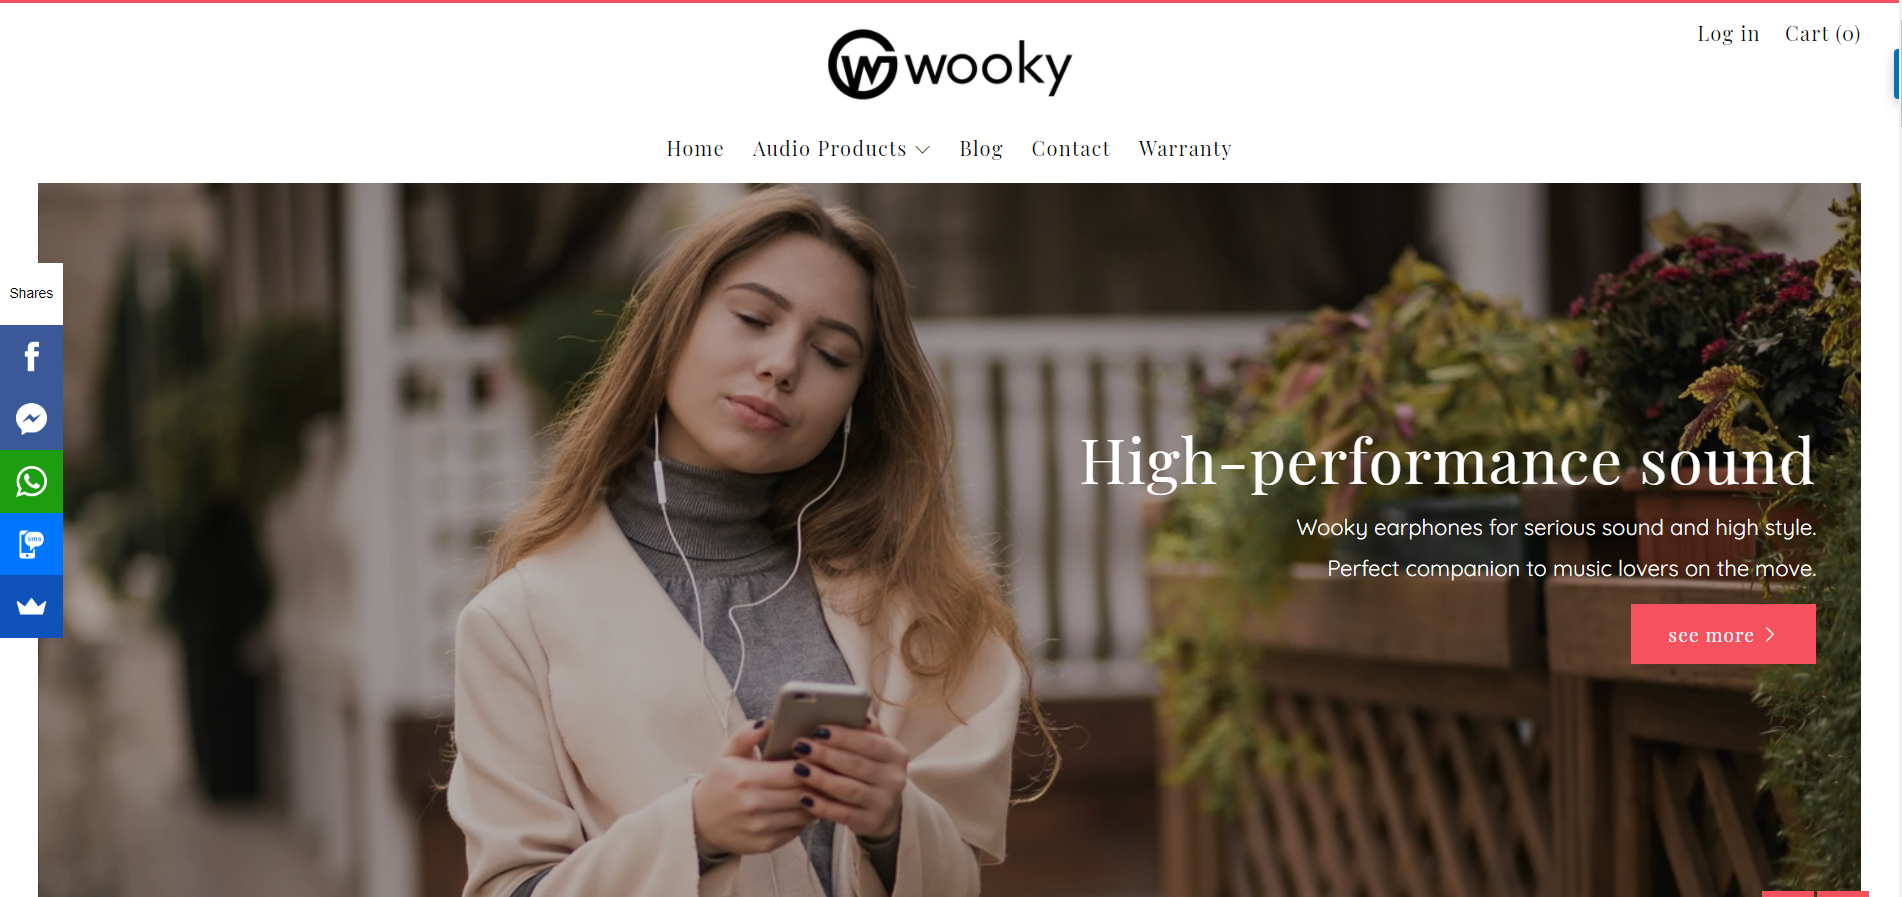 Log in Cart (0)
wooky
Home Audio Products Blog Contact Warranty
Shares
sms
High-performance sound
Wooky earphones for serious sound and high style.
Perfect companion to music lovers on the move.
see more